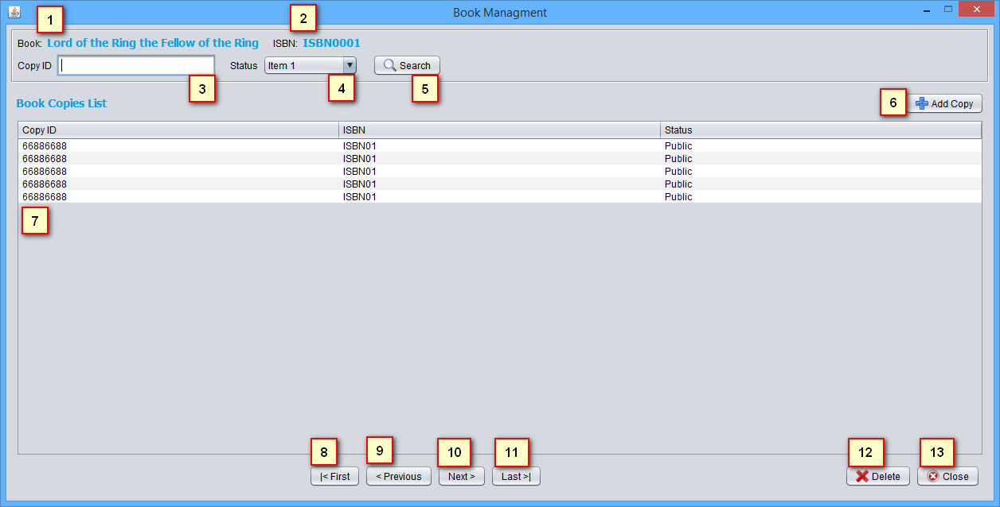 Book Managment
1
2
Book: Lord of the Ring the Fellow of the Ring ISBN: ISBN0001
Copy ID Status Item 1 Search
3
4
5
Book Copies List
6 Add Copy
Copy ID ISBN Status
66886688 ISBN01 Public
66886688 ISBN01 Public
66886688 ISBN01 Public
66886688 ISBN01 Public
66886688 ISBN01 Public
7
8 9 10 11 12 13
|< First < Previous Next > Last >| Delete Close